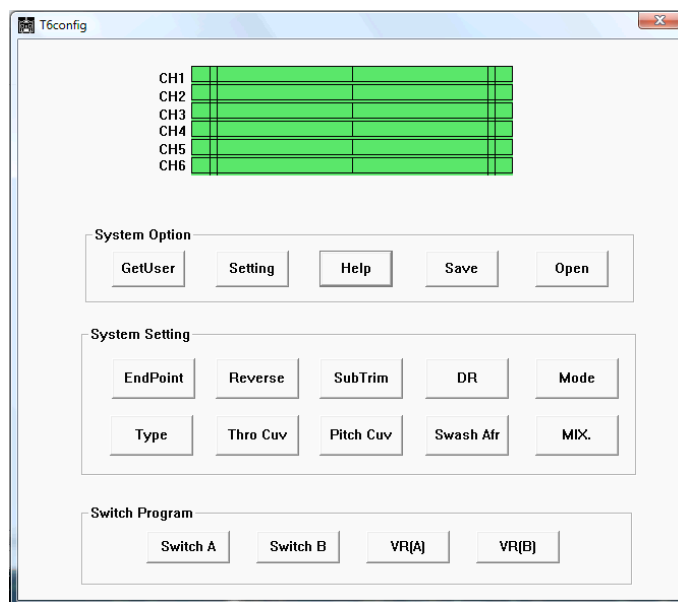 T6config
CH1
CH2
CH3
CH4
CH5
CH6
System Option
GetUser Setting Help Save Open
System Setting
EndPoint Reverse SubTrim DR Mode
Type Thro Cuv Pitch Cuv Swash Afr MIX.
Switch Program
Switch A Switch B VR(A) VR(B)